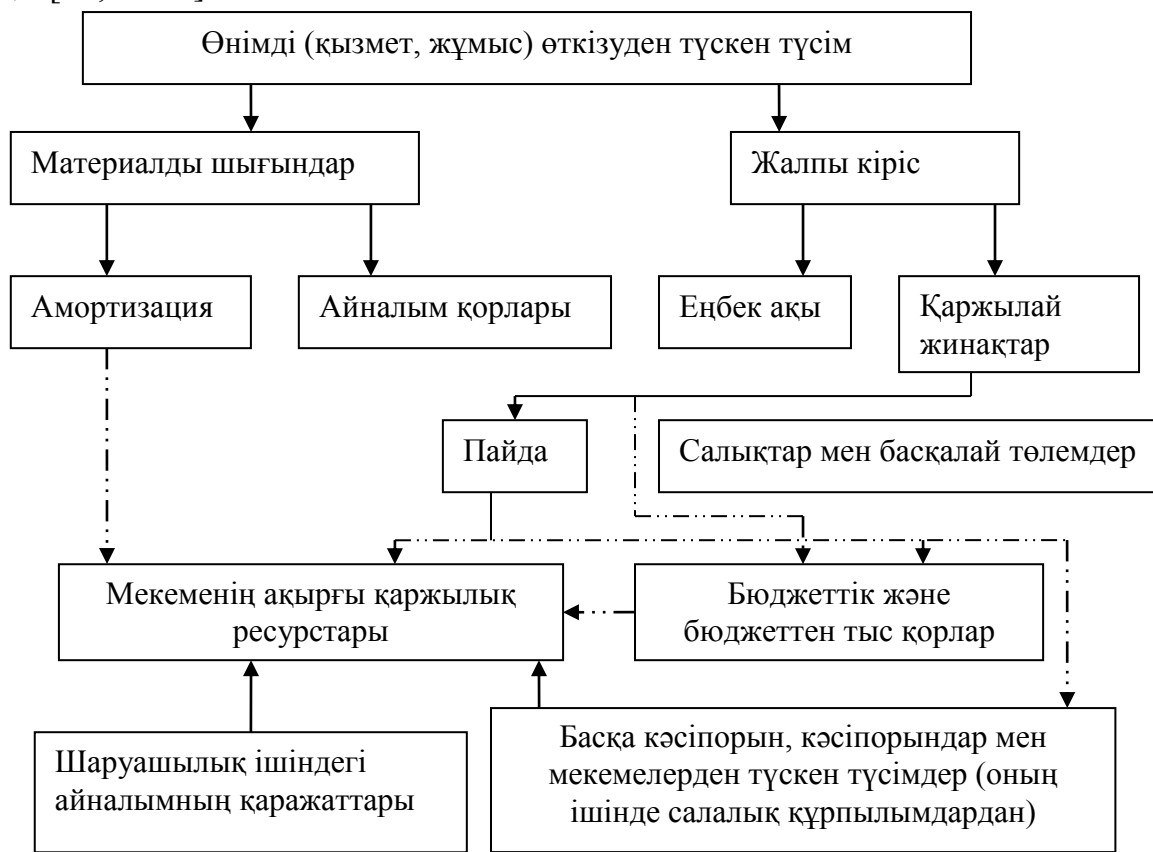 Өнімді (қызмет, жұмыс) өткізуден түскен түсім
Материалды шығындар
Жалпы кіріс
Амортизация
Айналым қорлары
Еңбек ақы
Қаржылай
жинақтар
Пайда
Салықтар мен басқалай төлемдер
Мекеменің ақырғы қаржылық
ресурстары
Бюджеттік және
бюджеттен тыс қорлар
Шаруашылық ішіндегі
айналымның қаражаттары
Басқа кәсіпорын, кәсіпорындар мен
мекемелерден түскен түсімдер (оның
ішінде салалық құрпылымдардан)